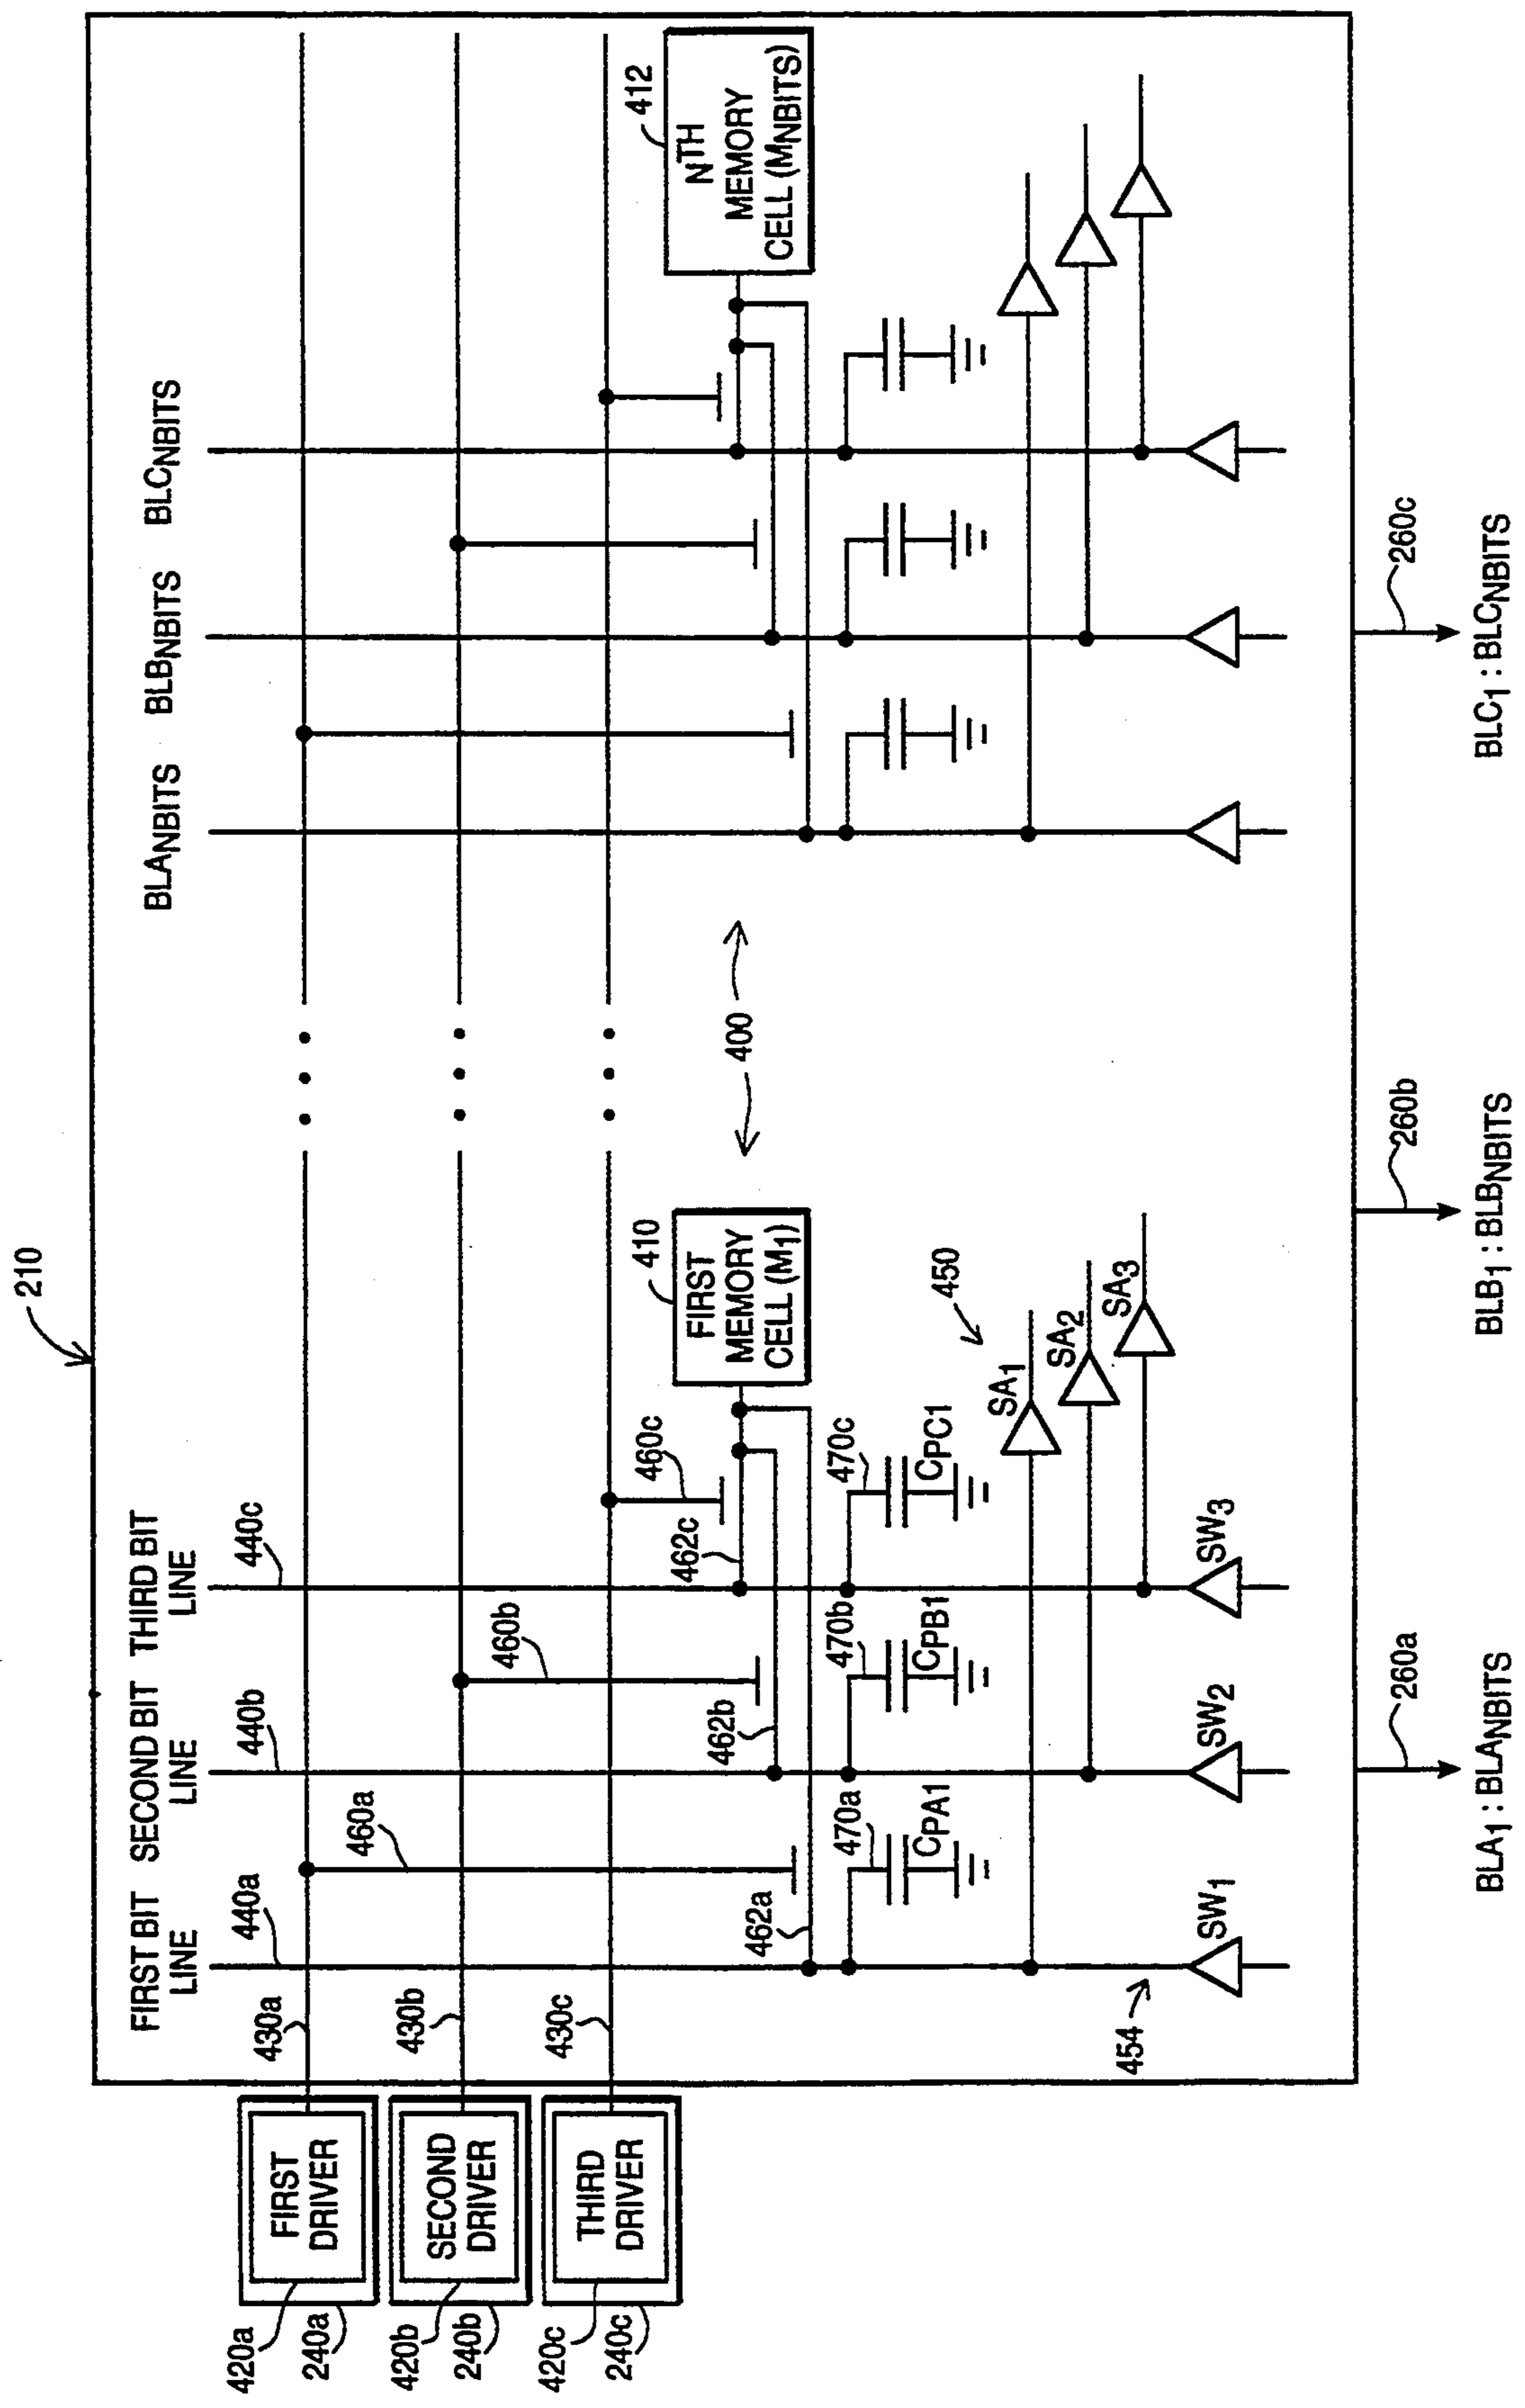 210
FIRST BIT
LINE
SECOND BIT
LINE
THIRD BIT
LINE
BLANBITS
BLBNBITS
BLCNBITS
440a
440b
440c
420a
240a
FIRST
DRIVER
430a
420b
240b
SECOND
DRIVER
430b
420c
240c
THIRD
DRIVER
430c
460a
460b
460c
462a
462b
462c
410
FIRST
MEMORY
CELL (M1)
400
412
NTH
MEMORY
CELL (MNBITS)
470a
CPA1
470b
CPB1
470c
CPC1
SA1
SA2
SA3
450
454
SW1
SW2
SW3
260a
260b
260c
BLA1 : BLANBITS
BLB1 : BLBNBITS
BLC1 : BLCNBITS